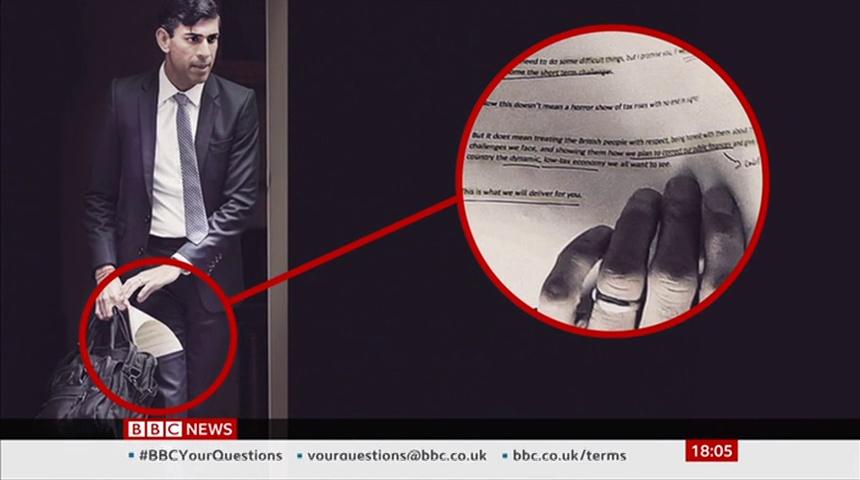 need to do some difficult things, but I promise you, if we
some the short term challenge.
Now this doesn't mean a horror show of tax rises with no end in sight
But it does mean treating the British people with respect, being honest with them about
challenges we face, and showing them how we plan to correct our public finances and give
country the dynamic, low-tax economy we all want to see.
This is what we will deliver for you.
BBC NEWS
#BBCYourQuestions yourquestions@bbc.co.uk bbc.co.uk/terms
18:05